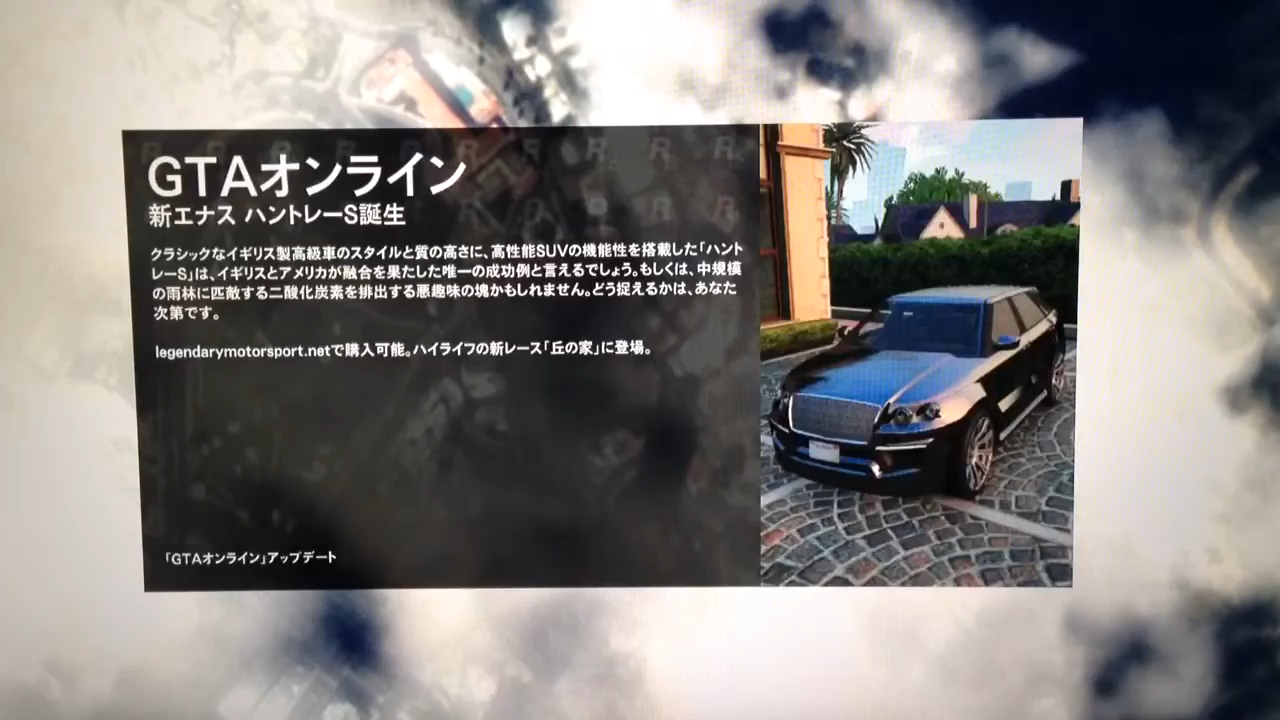 GTAオンライン
新エナス ハントレーS誕生
クラシックなイギリス製高級車のスタイルと質の高さに、高性能SUVの機能性を搭載した「ハント
レーS」は、イギリスとアメリカが融合を果たした唯一の成功例と言えるでしょう。もしくは、中規模
の雨林に匹敵する二酸化炭素を排出する悪趣味の塊かもしれません。どう捉えるかは、あなた
次第です。
legendarymotorsport.netで購入可能。ハイライフの新レース「丘の家」に登場。
「GTAオンライン」アップデート